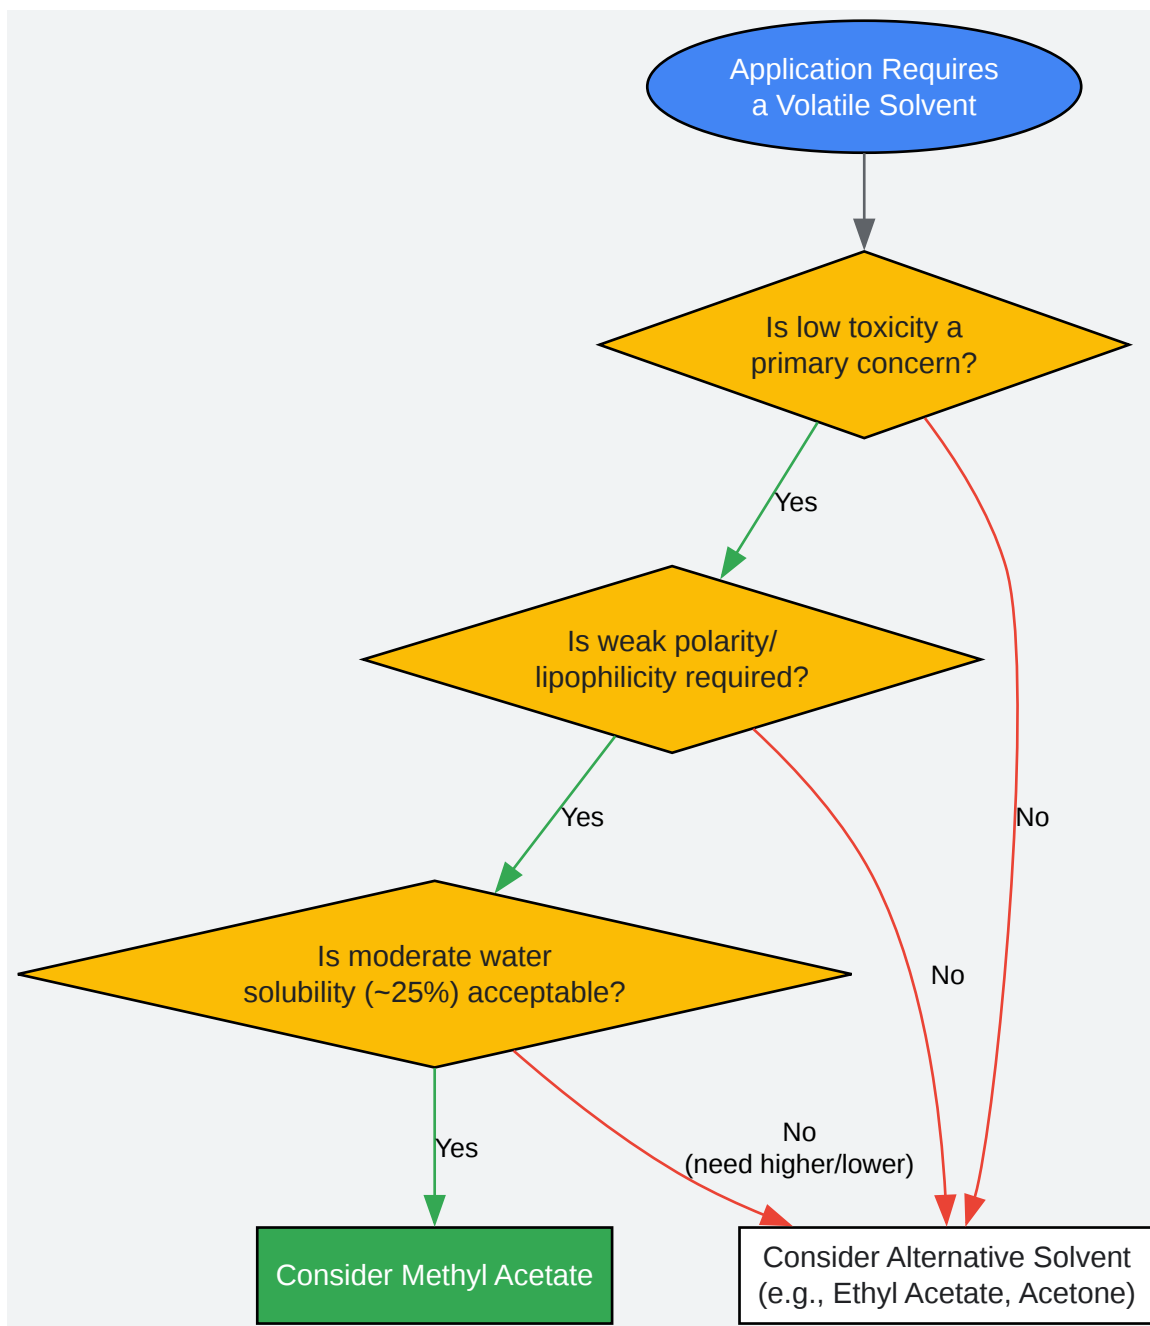 Application Requires
a Volatile Solvent
Is low toxicity a
primary concern?
Yes
Is weak polarity/
lipophilicity required?
Yes
No
Is moderate water
solubility (~25%) acceptable?
No
Yes
No
(need higher/lower)
Consider Methyl Acetate
Consider Alternative Solvent
(e.g., Ethyl Acetate, Acetone)